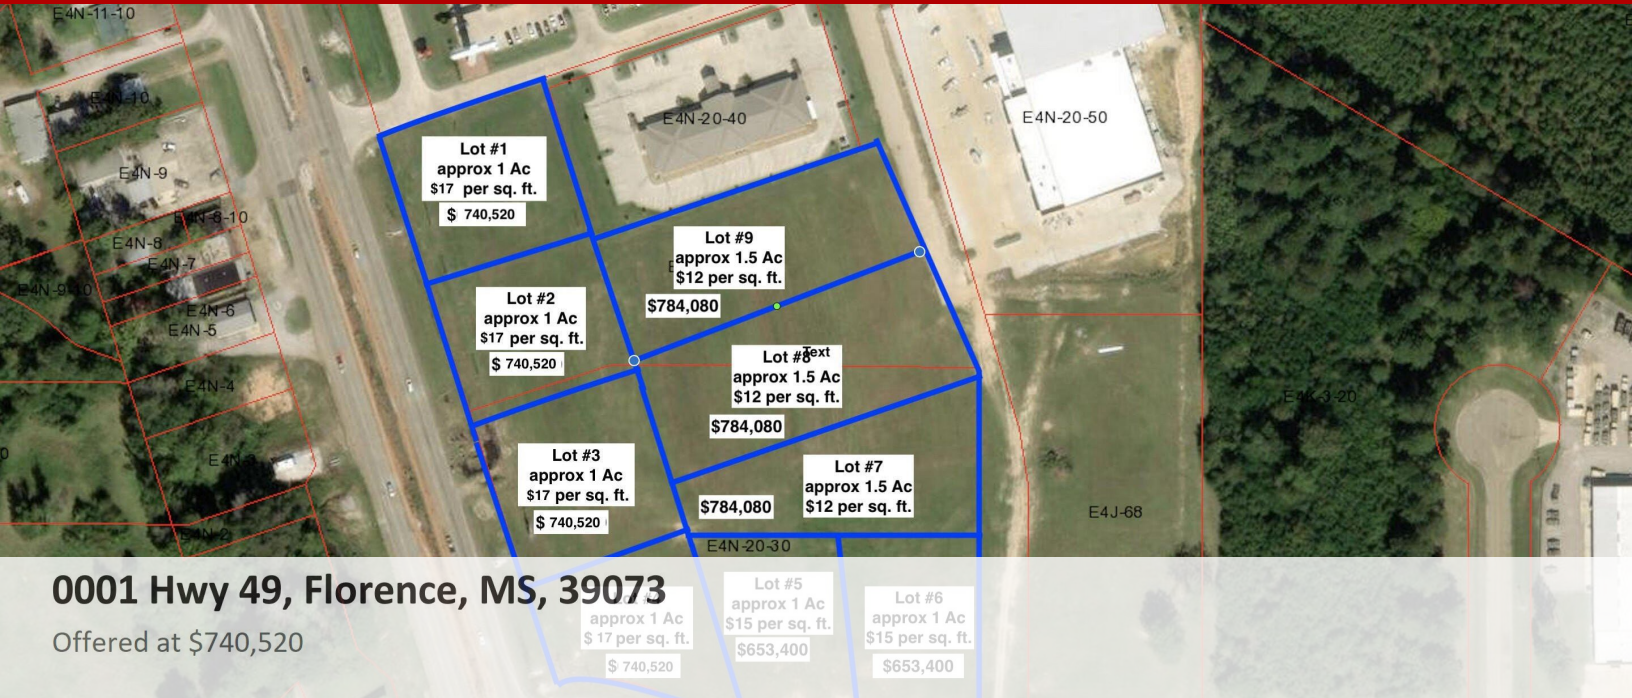 E4N-11-10
E4N-10
E4N-20-40
E4N-20-50
Lot #1
approx 1 Ac
$17 per sq. ft.
$ 740,520
E4N-9
E4N-8-10
E4N-8
E4N-7
E4N-9-10
E4N-6
E4N-5
Lot #9
approx 1.5 Ac
$12 per sq. ft.
$784,080
Lot #2
approx 1 Ac
$17 per sq. ft.
$ 740,520
Text
Lot #8
approx 1.5 Ac
$12 per sq. ft.
$784,080
E4N-4
Lot #3
approx 1 Ac
$17 per sq. ft.
$ 740,520
Lot #7
approx 1.5 Ac
$12 per sq. ft.
$784,080
E4J-68
E4N-2
E4N-20-30
0001 Hwy 49, Florence, MS, 39073
Offered at $740,520
approx 1 Ac
$ 17 per sq. ft.
$ 740,520
Lot #5
approx 1 Ac
$15 per sq. ft.
$653,400
Lot #6
approx 1 Ac
$15 per sq. ft.
$653,400